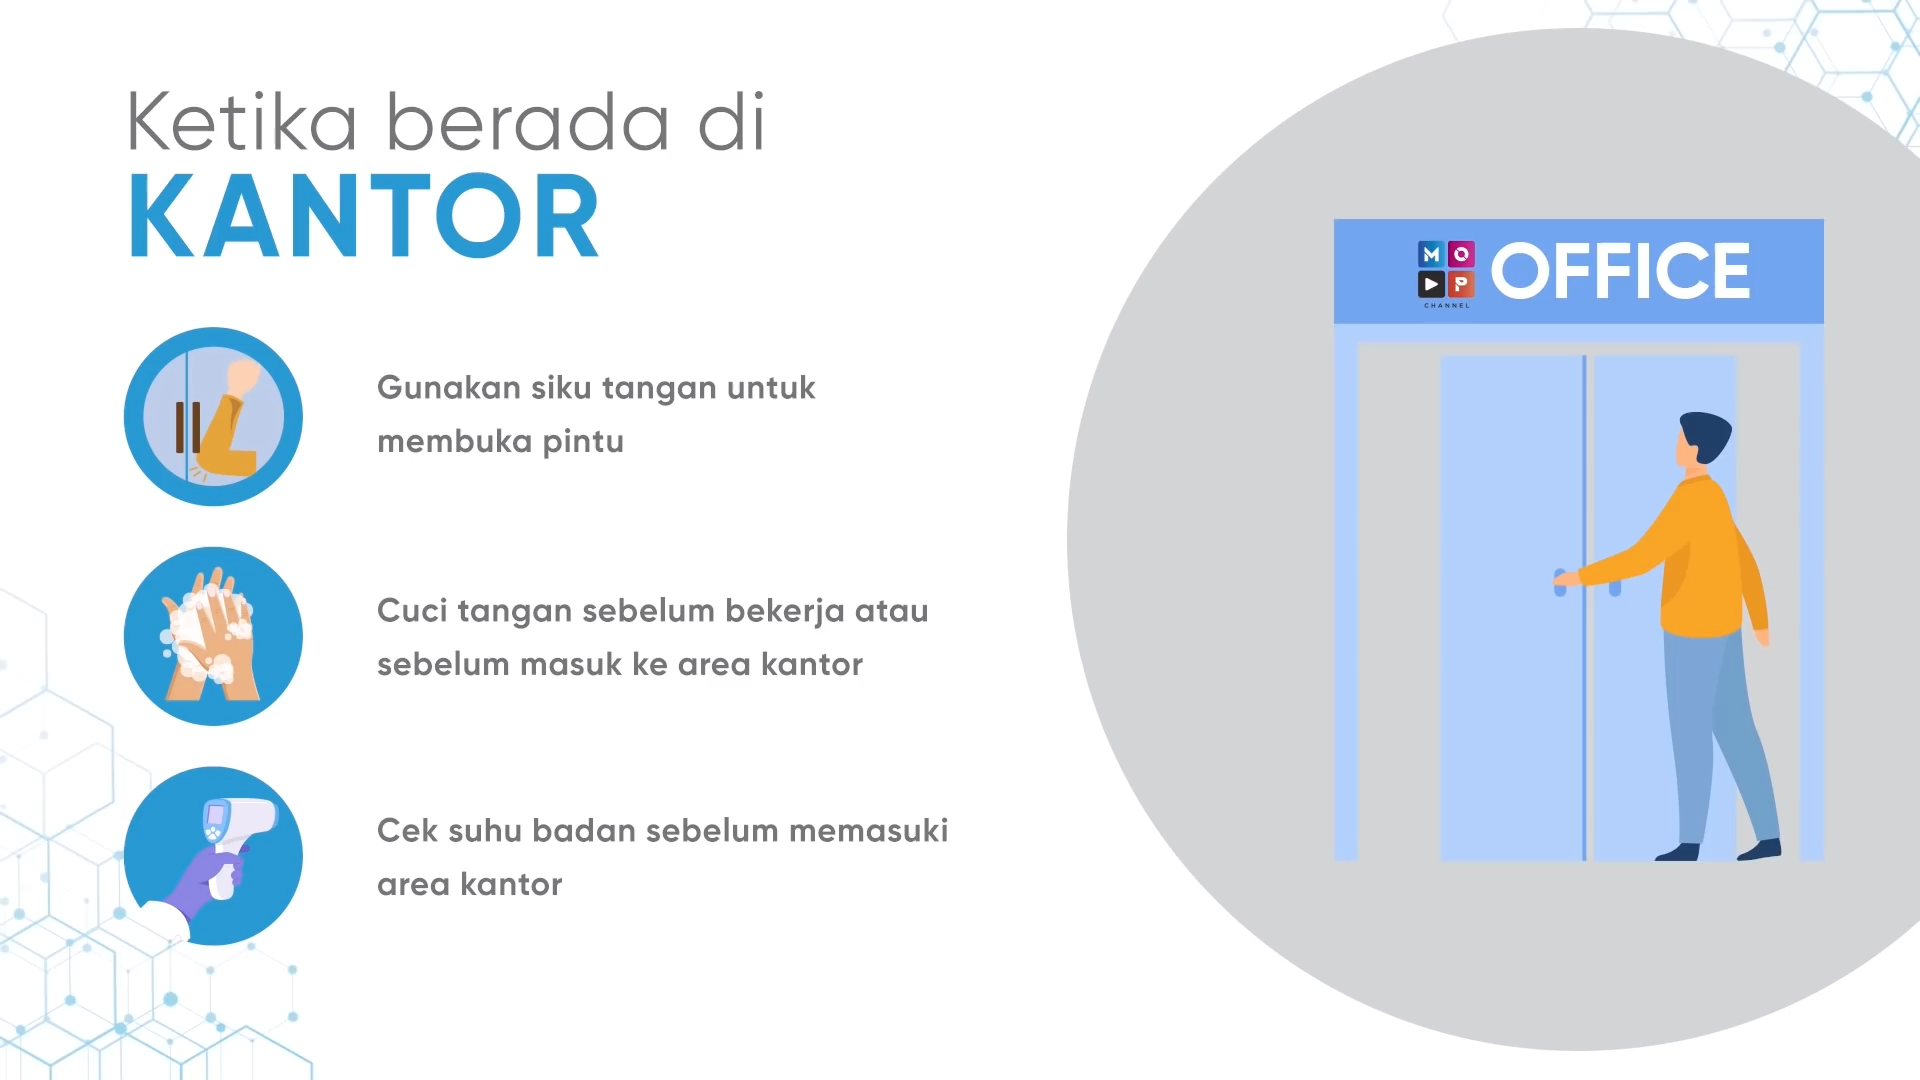 Ketika berada di
KANTOR
Gunakan siku tangan untuk
membuka pintu
Cuci tangan sebelum bekerja atau
sebelum masuk ke area kantor
Cek suhu badan sebelum memasuki
area kantor
MO OFFICE
P
CHANNEL